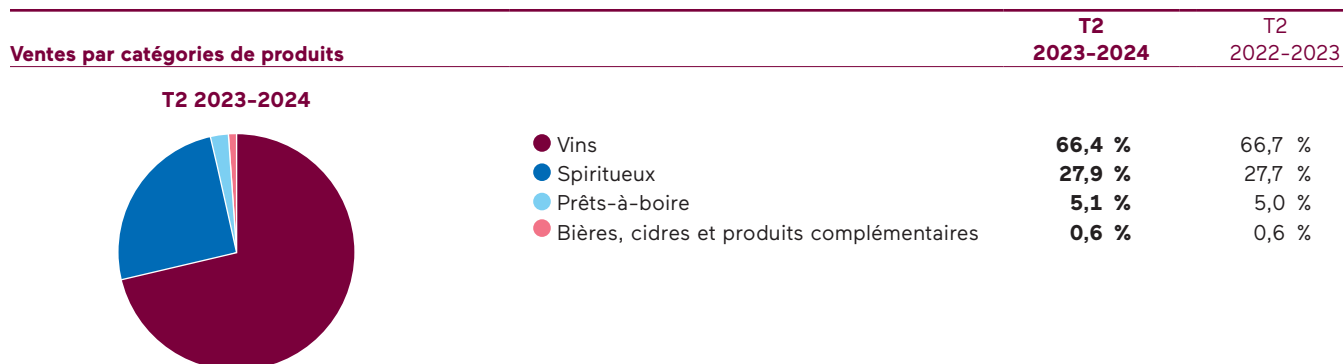 T2 T2
Ventes par catégories de produits 2023-2024 2022-2023
T2 2023-2024
Vins 66,4 % 66,7 %
Spiritueux 27,9 % 27,7 %
Prêts-à-boire 5,1 % 5,0 %
Bières, cidres et produits complémentaires 0,6 % 0,6 %